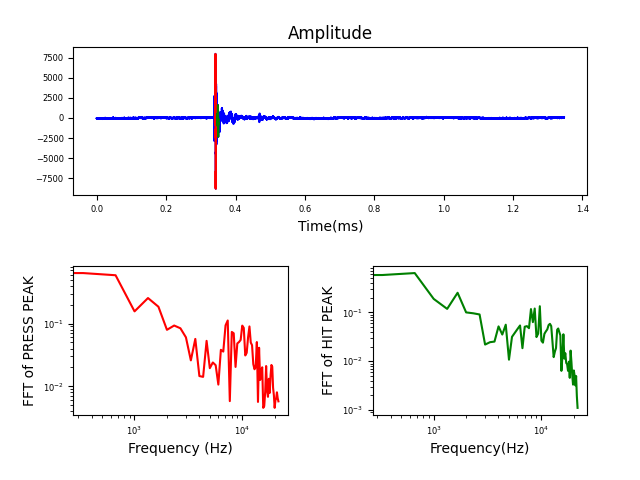 Amplitude
7500
5000
2500
0
−2500
−5000
−7500
0.0 0.2 0.4 0.6 0.8 1.0 1.2 1.4
Time(ms)
FFT of PRESS PEAK
10⁻¹
10⁻²
10³ 10⁴
Frequency (Hz)
FFT of HIT PEAK
10⁻¹
10⁻²
10⁻³
10³ 10⁴
Frequency(Hz)